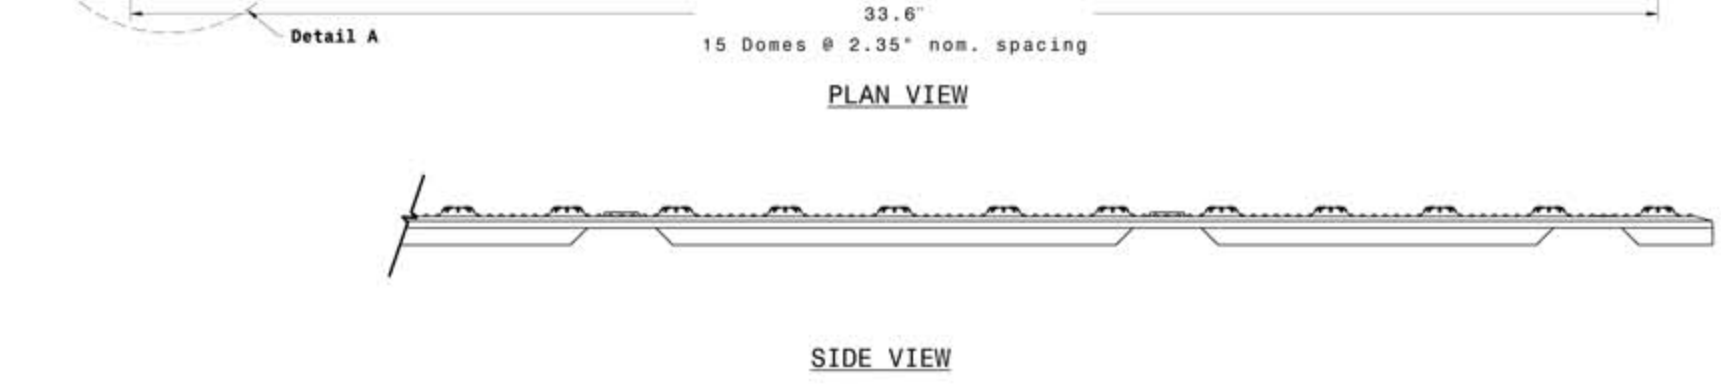 33.6"
Detail A
15 Domes @ 2.35" nom. spacing
PLAN VIEW
SIDE VIEW